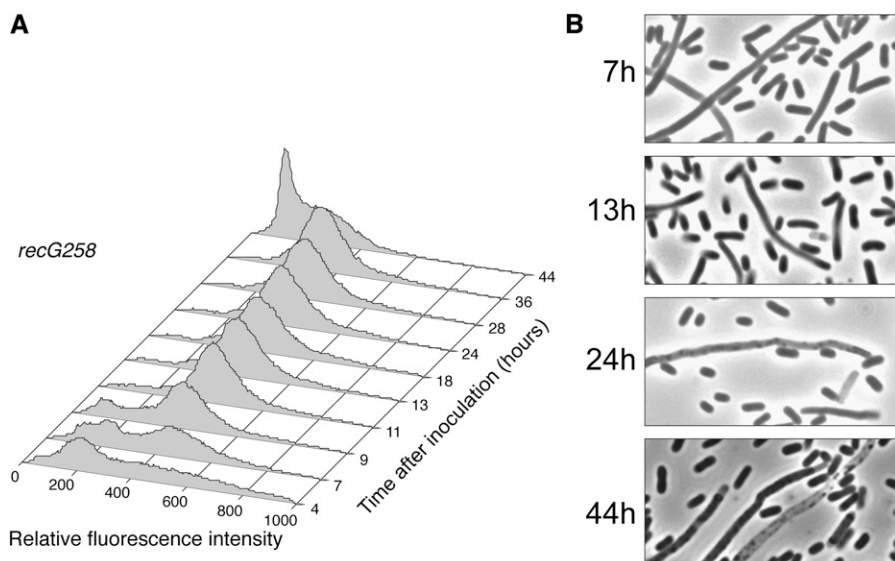 A
B
7h
13h
recG258
24h
44h
44
36
28
24
18
13
11
9
7
4
Time after inoculation (hours)
0
200
400
600
800
1000
Relative fluorescence intensity